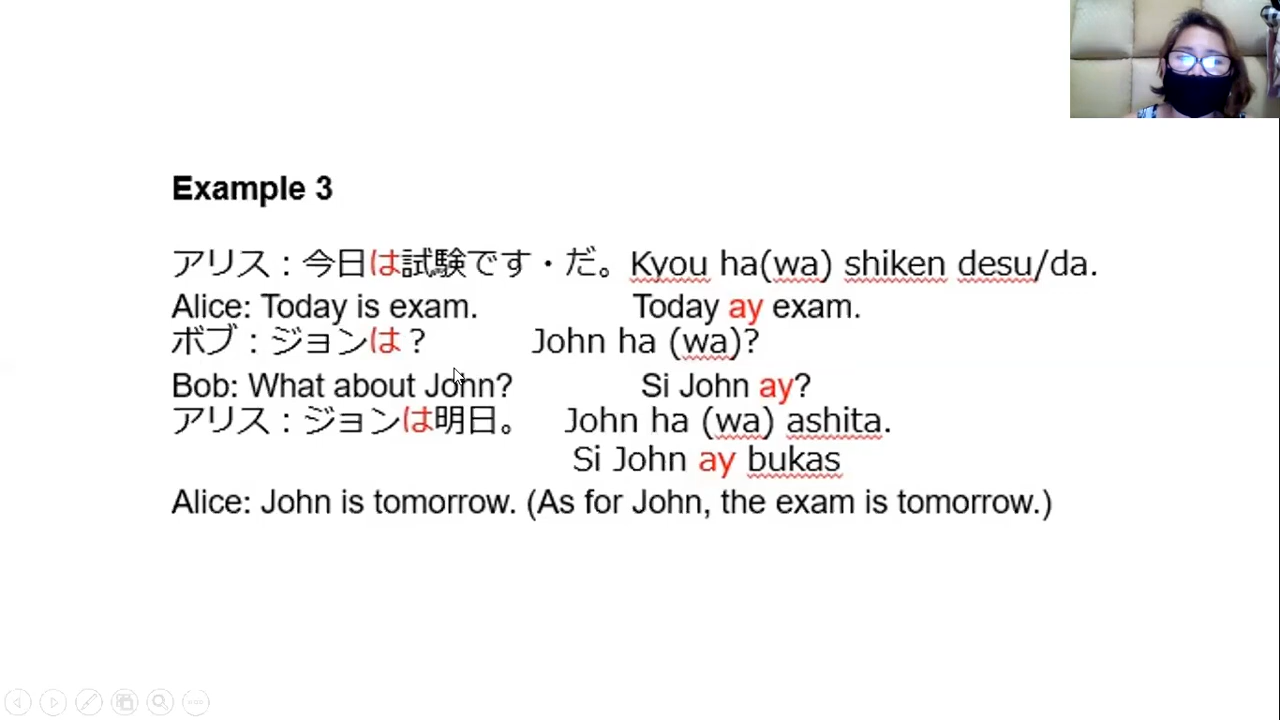 Example 3
アリス：今日は試験です・だ。 Kyou ha(wa) shiken desu/da.
Alice: Today is exam. Today ay exam.
ボブ：ジョンは？ John ha (wa)?
Bob: What about John? Si John ay?
アリス：ジョンは明日。 John ha (wa) ashita.
Si John ay bukas
Alice: John is tomorrow. (As for John, the exam is tomorrow.)